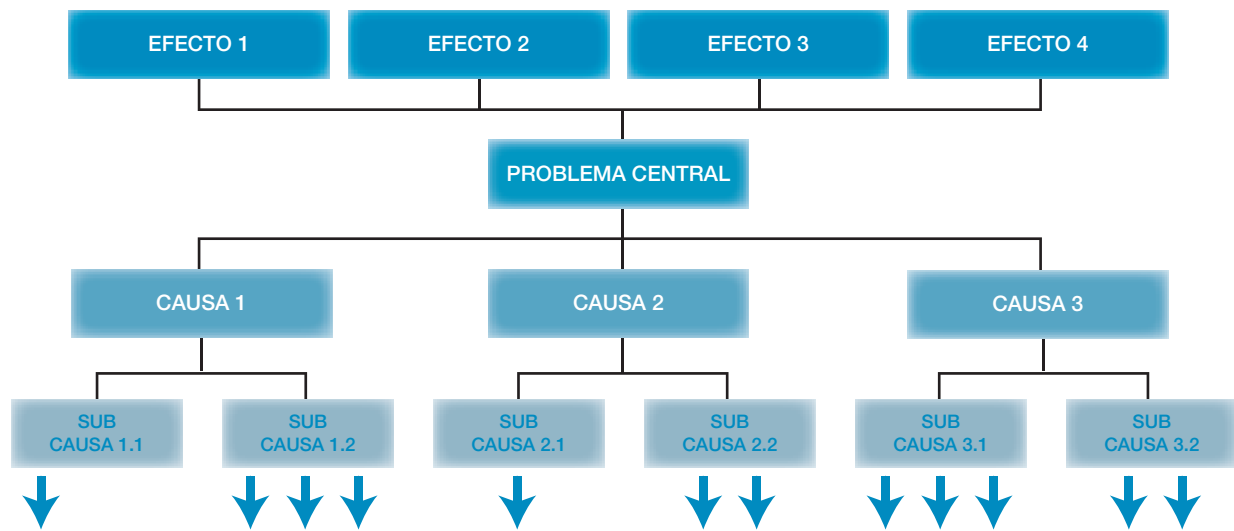 EFECTO 1
EFECTO 2
EFECTO 3
EFECTO 4
PROBLEMA CENTRAL
CAUSA 1
CAUSA 2
CAUSA 3
SUB
CAUSA 1.1
SUB
CAUSA 1.2
SUB
CAUSA 2.1
SUB
CAUSA 2.2
SUB
CAUSA 3.1
SUB
CAUSA 3.2